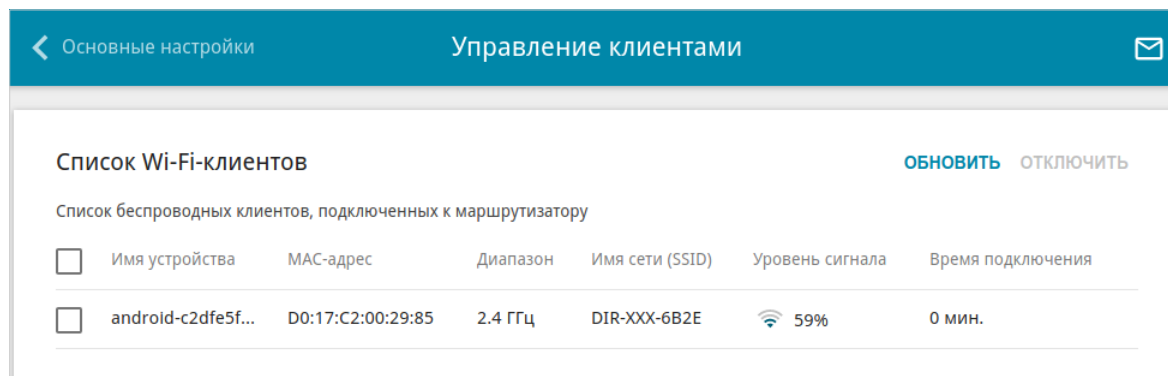 Основные настройки Управление клиентами
Список Wi-Fi-клиентов ОБНОВИТЬ ОТКЛЮЧИТЬ
Список беспроводных клиентов, подключенных к маршрутизатору
Имя устройства MAC-адрес Диапазон Имя сети (SSID) Уровень сигнала Время подключения
android-c2dfe5f... D0:17:C2:00:29:85 2.4 ГГц DIR-XXX-6B2E 59% 0 мин.